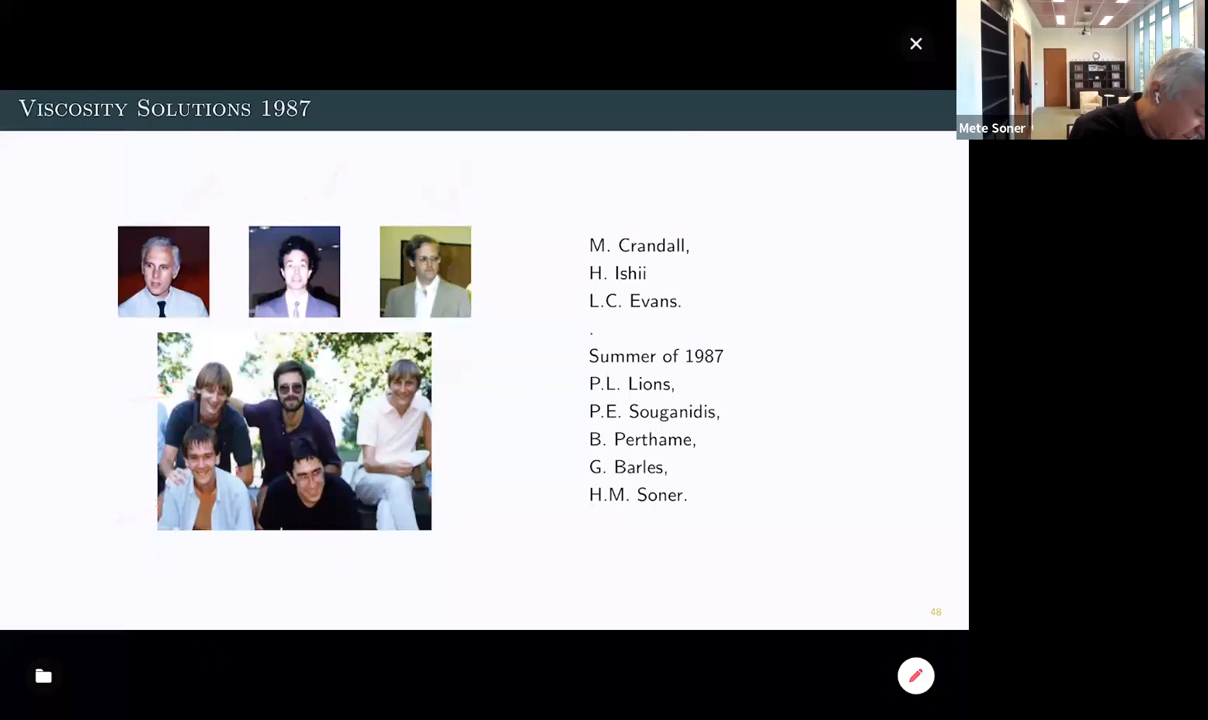 VISCOSITY SOLUTIONS 1987
Mete Soner
M. Crandall,
H. Ishii
L.C. Evans.
.
Summer of 1987
P.L. Lions,
P.E. Souganidis,
B. Perthame,
G. Barles,
H.M. Soner.
48